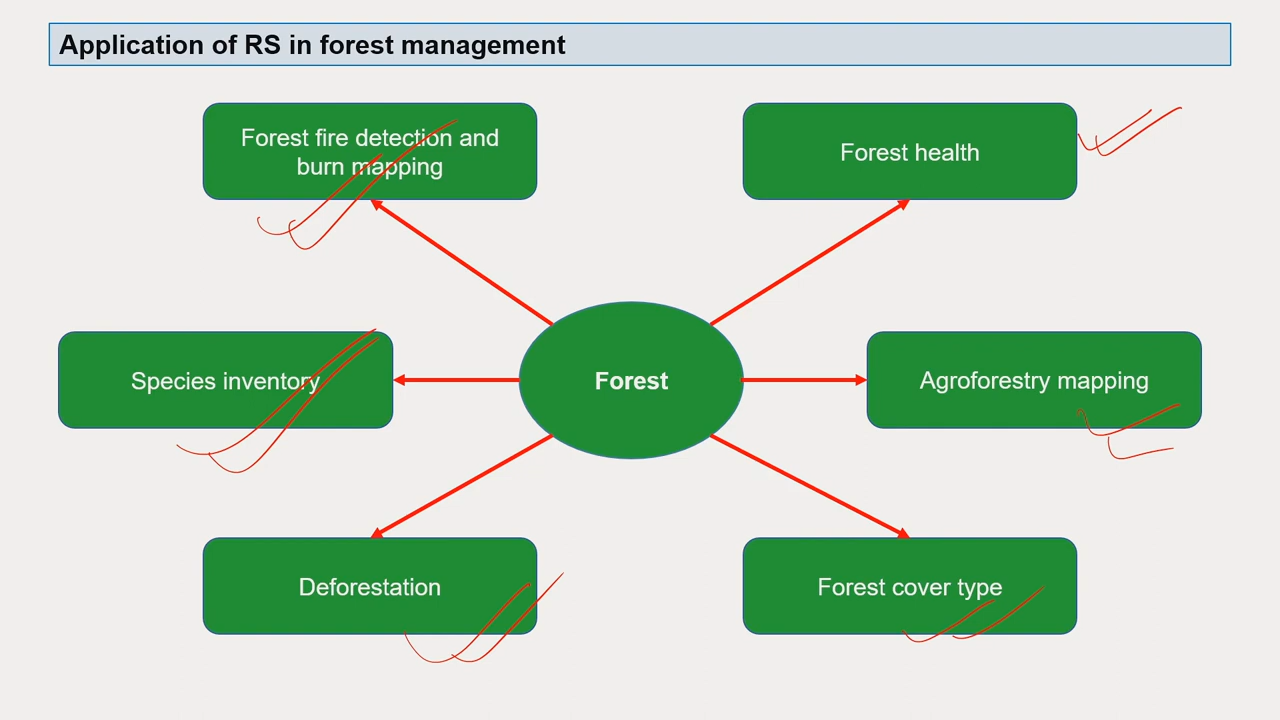 Application of RS in forest management
Forest fire detection and
burn mapping
Forest health
Species inventory
Forest
Agroforestry mapping
Deforestation
Forest cover type